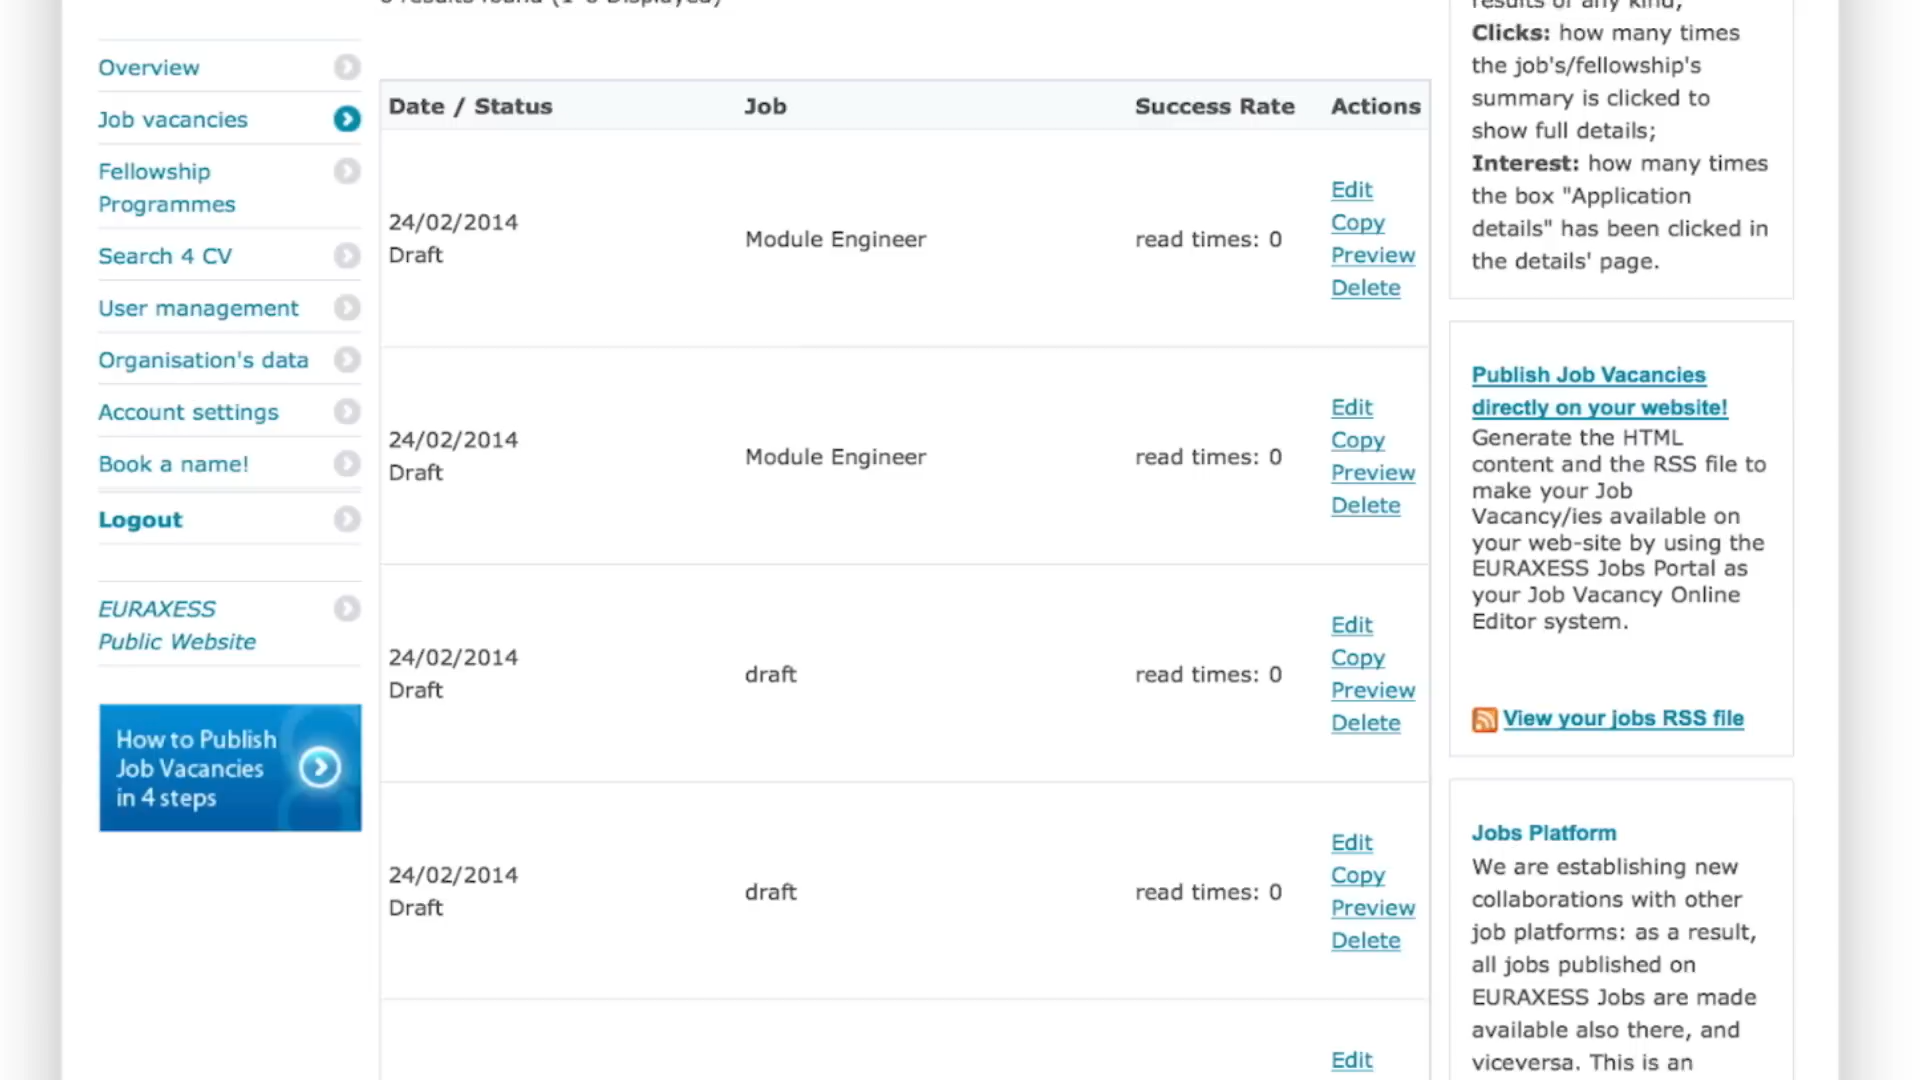 Overview
Job vacancies
Fellowship
Programmes
Search 4 CV
User management
Organisation's data
Account settings
Book a name!
Logout
EURAXESS
Public Website
How to Publish
Job Vacancies
in 4 steps
results found (1-6 Displayed)
Date / Status Job Success Rate Actions
24/02/2014
Draft
Module Engineer
read times: 0
Edit
Copy
Preview
Delete
24/02/2014
Draft
Module Engineer
read times: 0
Edit
Copy
Preview
Delete
24/02/2014
Draft
draft
read times: 0
Edit
Copy
Preview
Delete
24/02/2014
Draft
draft
read times: 0
Edit
Copy
Preview
Delete
Edit
results of any kind;
Clicks: how many times
the job's/fellowship's
summary is clicked to
show full details;
Interest: how many times
the box "Application
details" has been clicked in
the details' page.
Publish Job Vacancies
directly on your website!
Generate the HTML
content and the RSS file to
make your Job
Vacancy/ies available on
your web-site by using the
EURAXESS Jobs Portal as
your Job Vacancy Online
Editor system.
View your jobs RSS file
Jobs Platform
We are establishing new
collaborations with other
job platforms: as a result,
all jobs published on
EURAXESS Jobs are made
available also there, and
viceversa. This is an